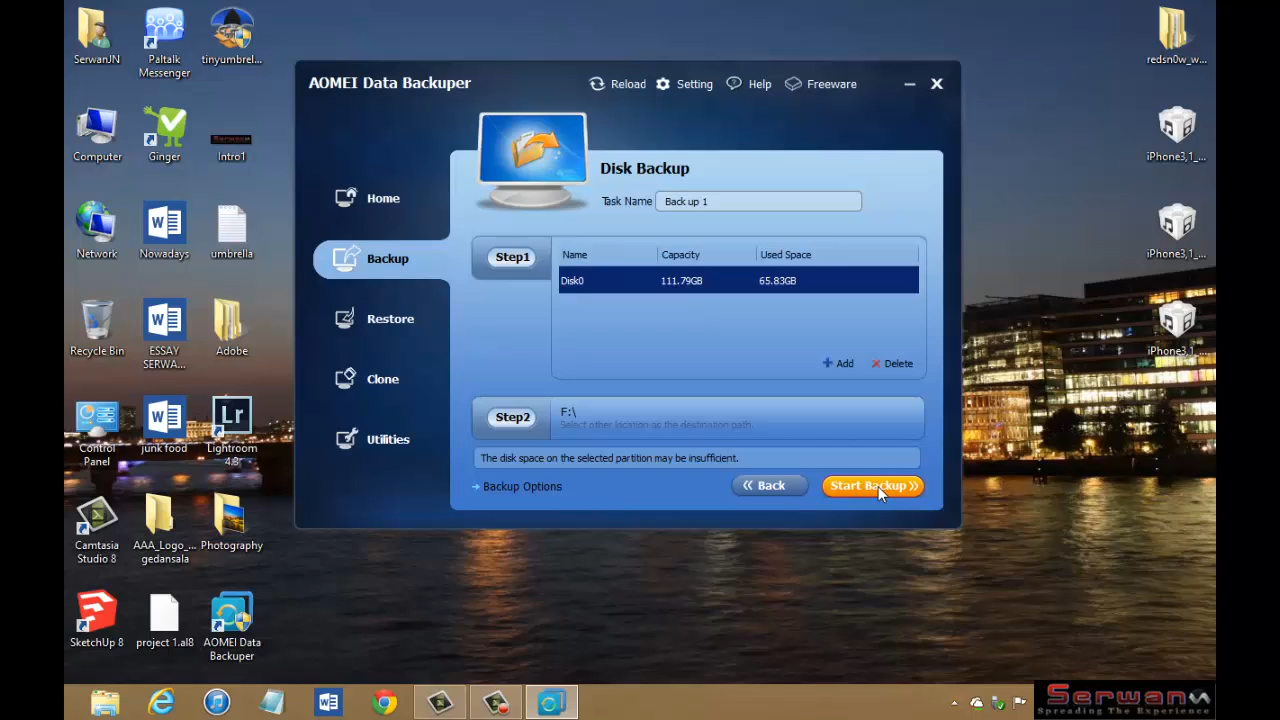 SerwanJN
Paltalk
Messenger
tinyumbrel...
Computer
Ginger
Intro1
Network
Nowadays
umbrella
Recycle Bin
ESSAY
SERWA...
Adobe
Control
Panel
junk food
Lr
Lightroom
4.3
Camtasia
Studio 8
AAA_Logo_...
gedansala
Photography
SketchUp 8
project 1.al8
AOMEI Data
Backuper
AOMEI Data Backuper
Reload
Setting
Help
Freeware
Home
Backup
Restore
Clone
Utilities
Disk Backup
Task Name
Back up 1
Step1
Name Capacity Used Space
Disk0 111.79GB 65.83GB
Add
Delete
Step2
F:\
Select other location as the destination path.
The disk space on the selected partition may be insufficient.
Backup Options
Back
Start Backup
redsn0w_w...
iPhone3,1_...
iPhone3,1_...
iPhone3,1_...
Serwan
Spreading The Experience